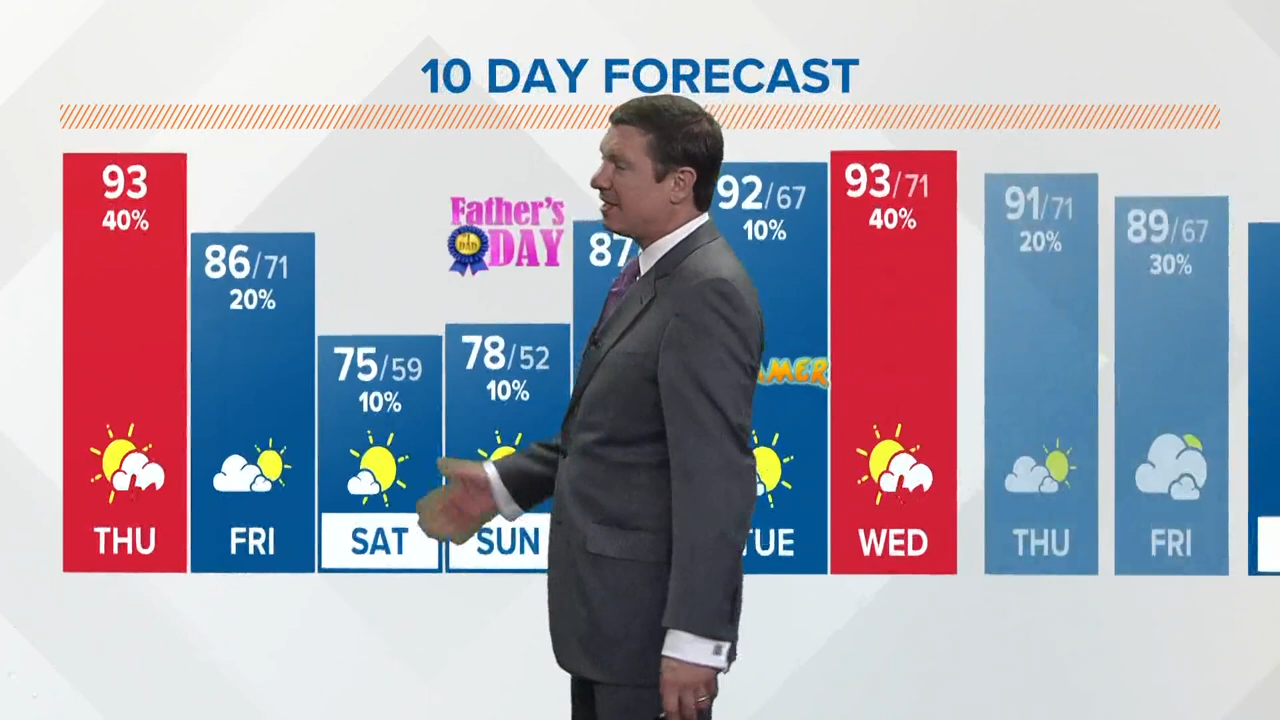 10 DAY FORECAST
93
40%
THU
86/71
20%
FRI
75/59
10%
SAT
Father's
#1
DAD
DAY
78/52
10%
SUN
87
92/67
10%
TUE
93/71
40%
WED
91/71
20%
THU
89/67
30%
FRI